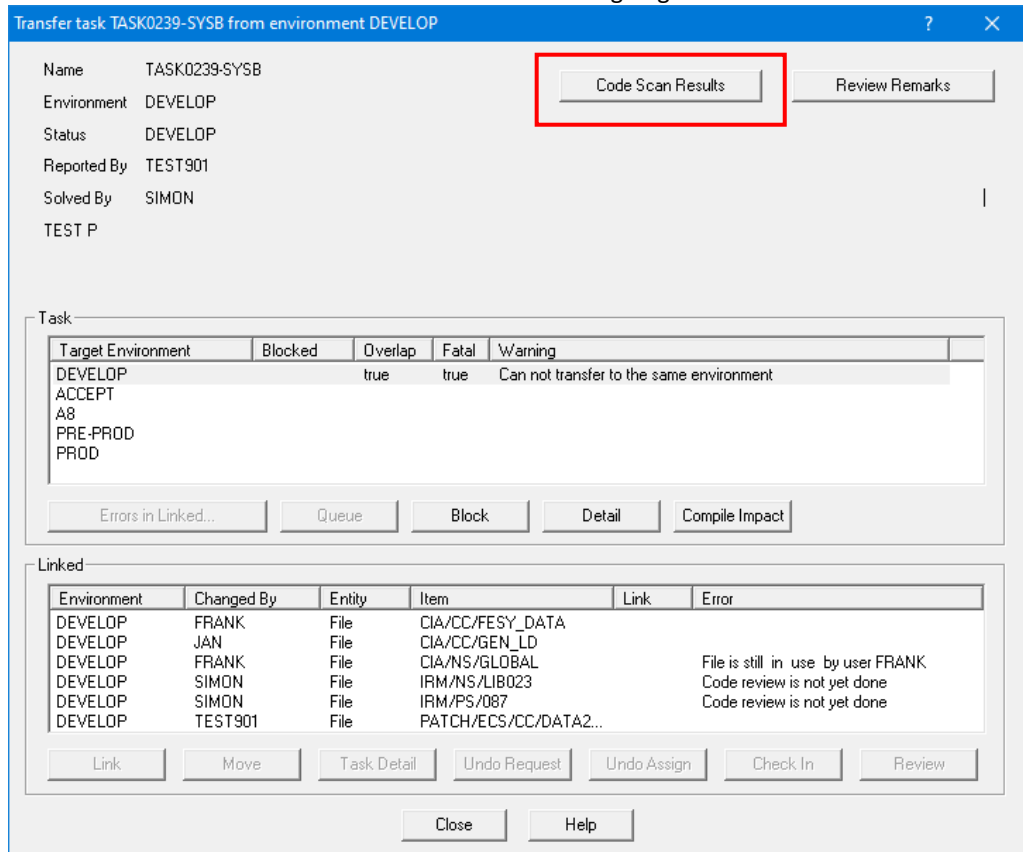 Transfer task TASK0239-SYSB from environment DEVELOP ? ×
Name TASK0239-SYSB Code Scan Results Review Remarks
Environment DEVELOP
Status DEVELOP
Reported By TEST901
Solved By SIMON |
TEST P
Task
Target Environment Blocked Overlap Fatal Warning
DEVELOP true true Can not transfer to the same environment
ACCEPT
A8
PRE-PROD
PROD
Errors in Linked... Queue Block Detail Compile Impact
Linked
Environment Changed By Entity Item Link Error
DEVELOP FRANK File CIA/CC/FESY_DATA
DEVELOP JAN File CIA/CC/GEN_LD
DEVELOP FRANK File CIA/NS/GLOBAL File is still in use by user FRANK
DEVELOP SIMON File IRM/NS/LIB023 Code review is not yet done
DEVELOP SIMON File IRM/PS/087 Code review is not yet done
DEVELOP TEST901 File PATCH/ECS/CC/DATA2...
Link Move Task Detail Undo Request Undo Assign Check In Review
Close Help